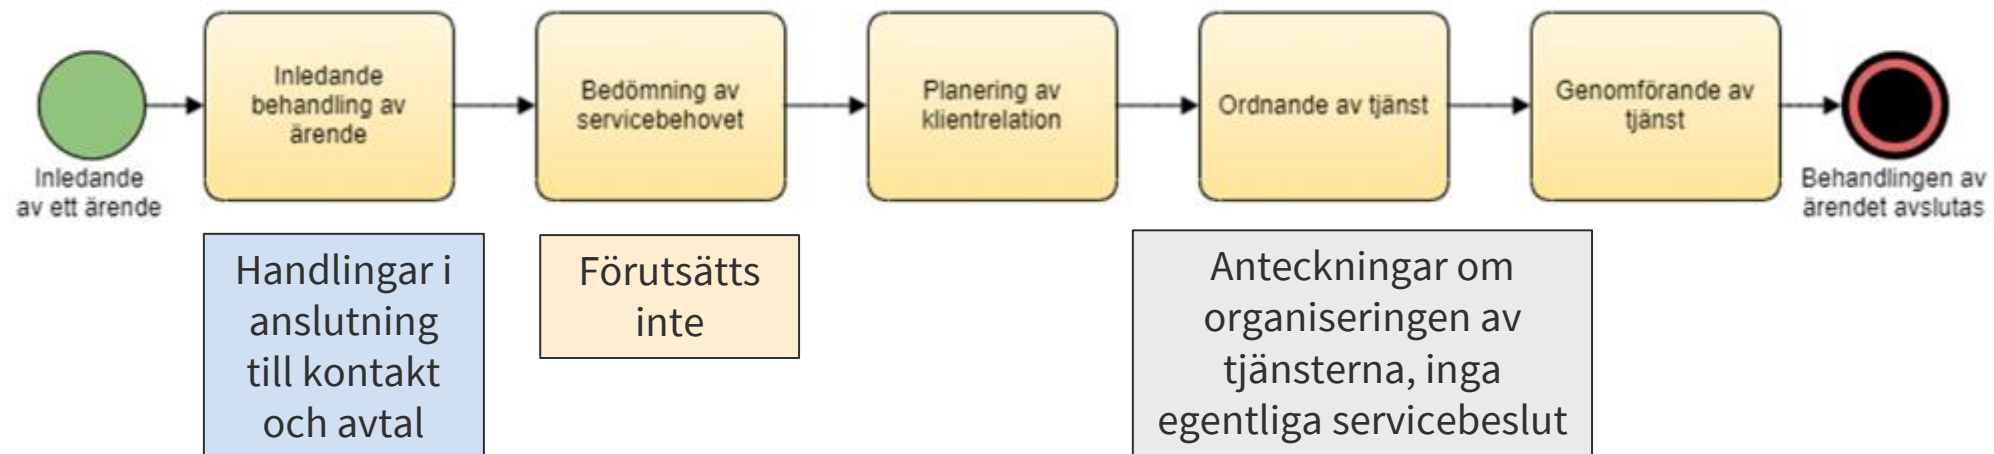 Inledande
av ett ärende
Inledande
behandling av
ärende
Bedömning av
servicebehovet
Planering av
klientrelation
Ordnande av tjänst
Genomförande av
tjänst
Behandlingen av
ärendet avslutas
Handlingar i
anslutning
till kontakt
och avtal
Förutsätts
inte
Anteckningar om
organiseringen av
tjänsterna, inga
egentliga servicebeslut